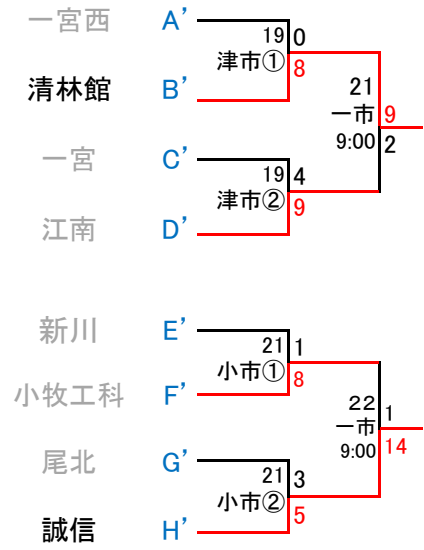 一宮西 A’
19 0
津市① 8
清林館 B’
21
一市 9
9:00 2
一宮 C’
19 4
津市② 9
江南 D’
新川 E’
21 1
小市① 8
小牧工科 F’
22 1
一市
9:00 14
尾北 G’
21 3
小市② 5
誠信 H’